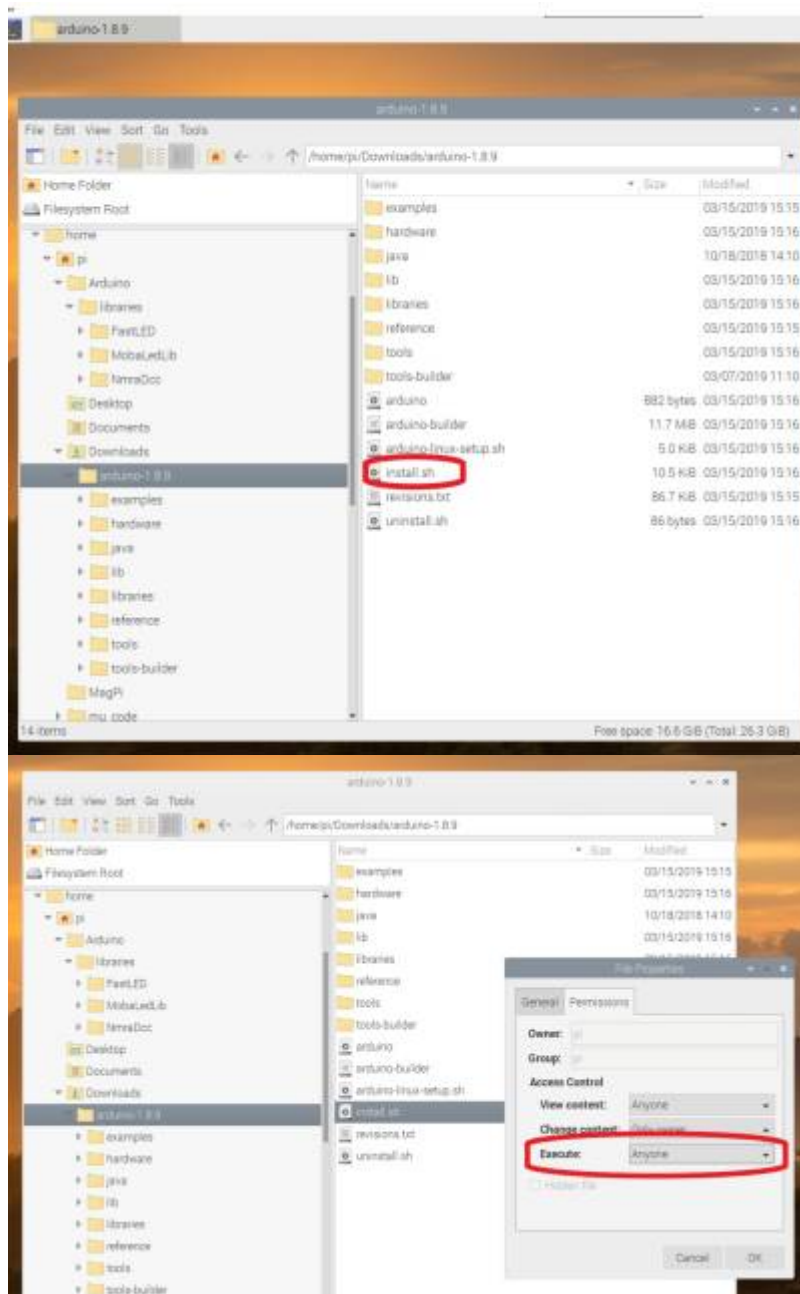 arduino-1.8.9
arduino-1.8.9
File Edit View Sort Go Tools
/home/pi/Downloads/arduino-1.8.9
Home Folder
Filesystem Root
home
pi
Arduino
libraries
FastLED
MobaLedLib
NmraDcc
Desktop
Documents
Downloads
arduino-1.8.9
examples
hardware
java
lib
libraries
reference
tools
tools-builder
MagPi
mu_code
Name Size Modified
examples 03/15/2019 15:15
hardware 03/15/2019 15:16
java 10/18/2018 14:10
lib 03/15/2019 15:16
libraries 03/15/2019 15:16
reference 03/15/2019 15:15
tools 03/15/2019 15:16
tools-builder 03/07/2019 11:10
arduino 882 bytes 03/15/2019 15:16
arduino-builder 11.7 MiB 03/15/2019 15:16
arduino-linux-setup.sh 5.0 KiB 03/15/2019 15:16
install.sh 10.5 KiB 03/15/2019 15:16
revisions.txt 86.7 KiB 03/15/2019 15:15
uninstall.sh 86 bytes 03/15/2019 15:16
14 items Free space: 16.6 GiB (Total: 26.3 GiB)
arduino-1.8.9
File Edit View Sort Go Tools
/home/pi/Downloads/arduino-1.8.9
Home Folder
Filesystem Root
home
pi
Arduino
libraries
FastLED
MobaLedLib
NmraDcc
Desktop
Documents
Downloads
arduino-1.8.9
examples
hardware
java
lib
libraries
reference
tools
tools-builder
Name Size Modified
examples 03/15/2019 15:15
hardware 03/15/2019 15:16
java 10/18/2018 14:10
lib 03/15/2019 15:16
libraries
reference
tools
tools-builder
arduino
arduino-builder
arduino-linux-setup.sh
install.sh
revisions.txt
uninstall.sh
File Properties
General Permissions
Owner: pi
Group: pi
Access Control
View content: Anyone
Change content: Only owner
Execute: Anyone
Hidden file
Cancel OK